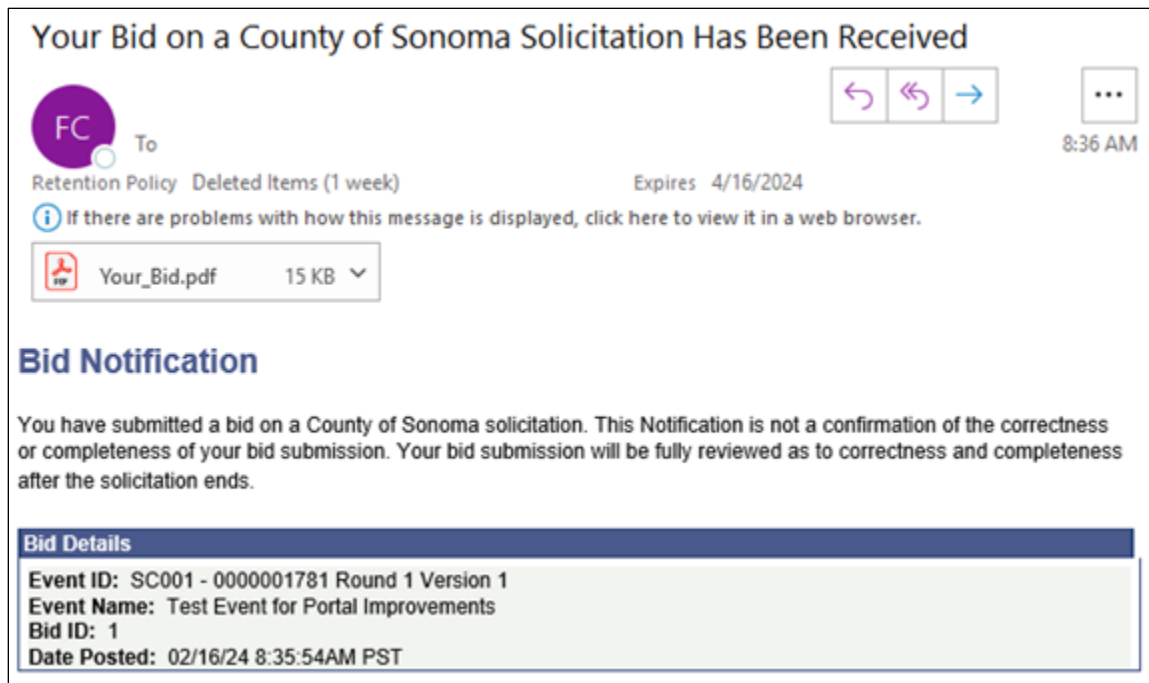 Your Bid on a County of Sonoma Solicitation Has Been Received
FC
To
8:36 AM
Retention Policy Deleted Items (1 week) Expires 4/16/2024
If there are problems with how this message is displayed, click here to view it in a web browser.
Your_Bid.pdf 15 KB
Bid Notification
You have submitted a bid on a County of Sonoma solicitation. This Notification is not a confirmation of the correctness
or completeness of your bid submission. Your bid submission will be fully reviewed as to correctness and completeness
after the solicitation ends.
Bid Details
Event ID: SC001 - 0000001781 Round 1 Version 1
Event Name: Test Event for Portal Improvements
Bid ID: 1
Date Posted: 02/16/24 8:35:54AM PST